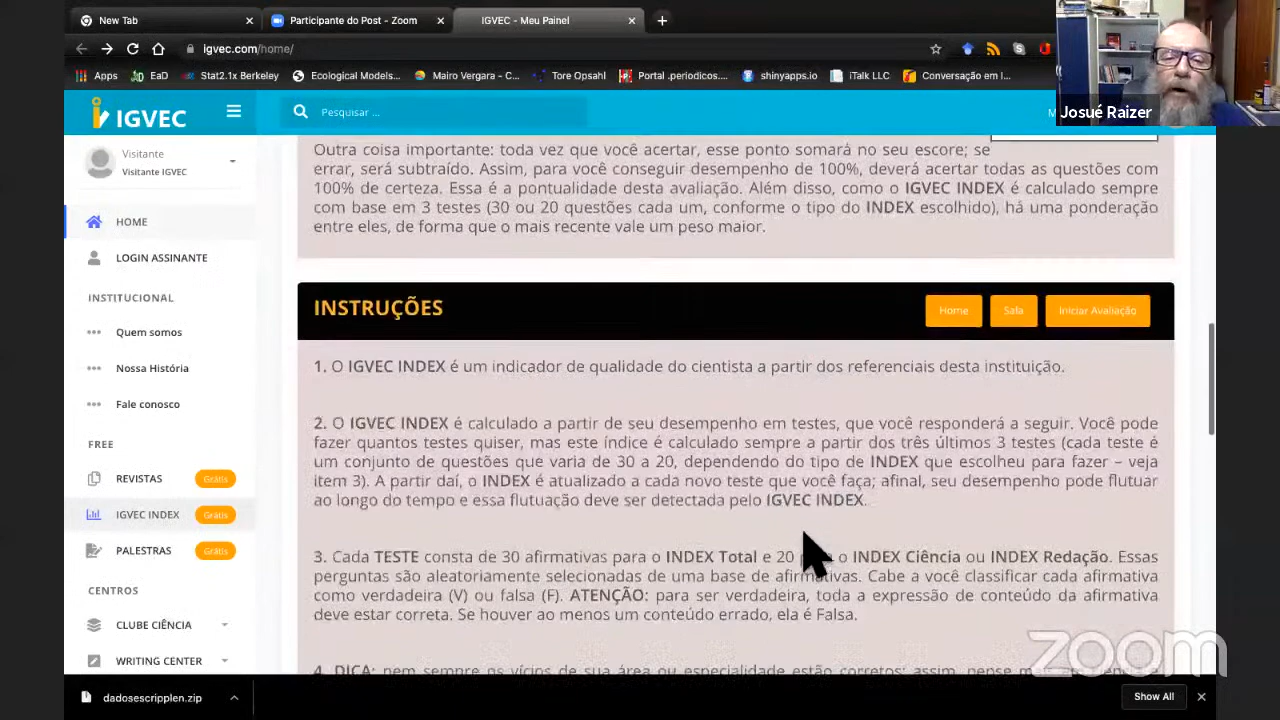 New Tab
Participante do Post - Zoom
IGVEC - Meu Painel
igvec.com/home/
Apps
EaD
Stat2.1x Berkeley
Ecological Models...
Mairo Vergara - C...
Tore Opsahl
Portal .periodicos....
shinyapps.io
iTalk LLC
Conversação em I...
Josué Raizer
IGVEC
Pesquisar ...
Visitante
Visitante IGVEC
HOME
LOGIN ASSINANTE
INSTITUCIONAL
Quem somos
Nossa História
Fale conosco
FREE
REVISTAS Grátis
IGVEC INDEX Grátis
PALESTRAS Grátis
CENTROS
CLUBE CIÊNCIA
WRITING CENTER
Outra coisa importante: toda vez que você acertar, esse ponto somará no seu escore; se
errar, será subtraído. Assim, para você conseguir desempenho de 100%, deverá acertar todas as questões com
100% de certeza. Essa é a pontualidade desta avaliação. Além disso, como o IGVEC INDEX é calculado sempre
com base em 3 testes (30 ou 20 questões cada um, conforme o tipo do INDEX escolhido), há uma ponderação
entre eles, de forma que o mais recente vale um peso maior.
INSTRUÇÕES
Home
Sala
Iniciar Avaliação
1. O IGVEC INDEX é um indicador de qualidade do cientista a partir dos referenciais desta instituição.
2. O IGVEC INDEX é calculado a partir de seu desempenho em testes, que você responderá a seguir. Você pode
fazer quantos testes quiser, mas este índice é calculado sempre a partir dos três últimos 3 testes (cada teste é
um conjunto de questões que varia de 30 a 20, dependendo do tipo de INDEX que escolheu para fazer – veja
item 3). A partir daí, o INDEX é atualizado a cada novo teste que você faça; afinal, seu desempenho pode flutuar
ao longo do tempo e essa flutuação deve ser detectada pelo IGVEC INDEX.
3. Cada TESTE consta de 30 afirmativas para o INDEX Total e 20 o INDEX Ciência ou INDEX Redação. Essas
perguntas são aleatoriamente selecionadas de uma base de afirmativas. Cabe a você classificar cada afirmativa
como verdadeira (V) ou falsa (F). ATENÇÃO: para ser verdadeira, toda a expressão de conteúdo da afirmativa
deve estar correta. Se houver ao menos um conteúdo errado, ela é Falsa.
4. DICA: nem sempre os vícios de sua área ou especialidade estão corretos; assim, pense
zoom
dadosescripplen.zip
Show All